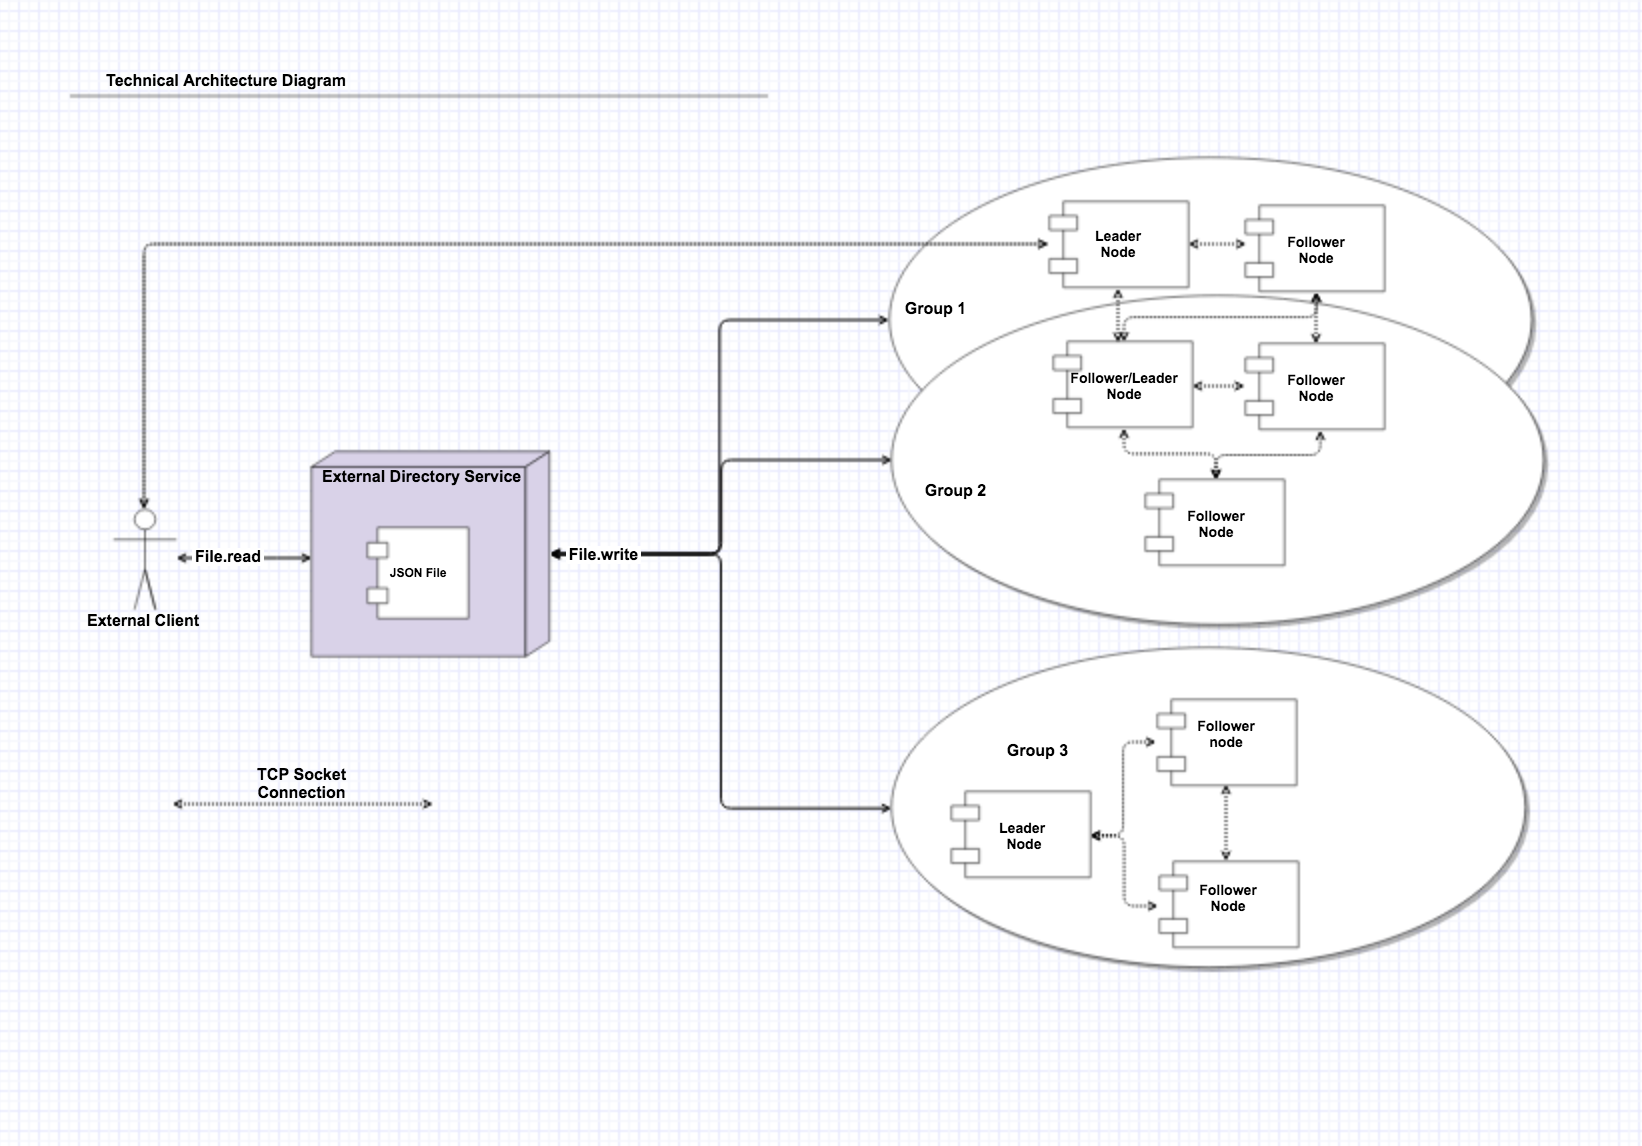 Technical Architecture Diagram
Leader
Node
Follower
Node
Group 1
Follower/Leader
Node
Follower
Node
Group 2
Follower
Node
External Directory Service
JSON File
File.read
File.write
External Client
TCP Socket
Connection
Group 3
Follower
node
Leader
Node
Follower
Node